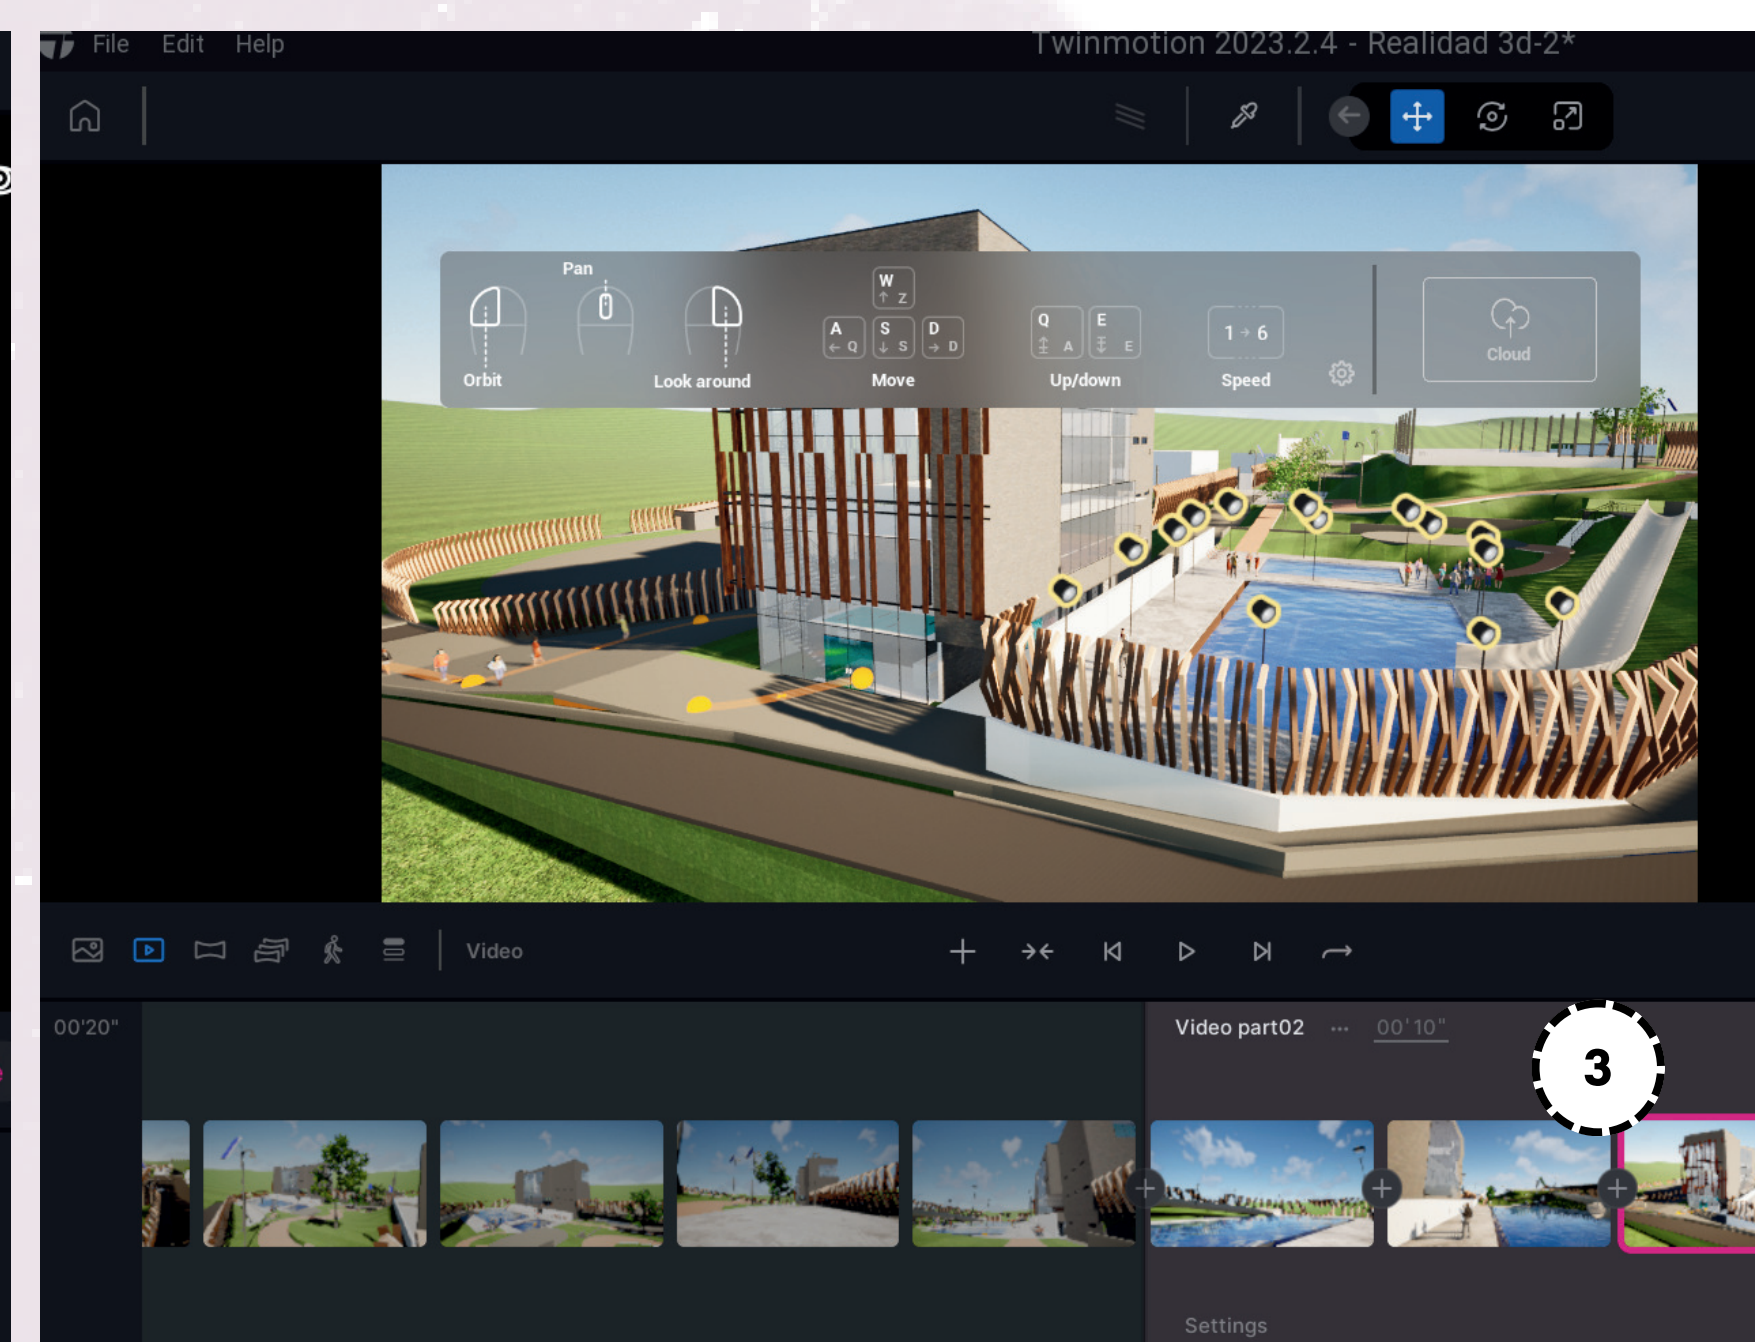 File Edit Help
Twinmotion 2023.2.4 - Realidad 3d-2*
Pan
Orbit
Look around
W
Z
A
Q
S
S
D
D
Move
Q
A
E
E
Up/down
1 → 6
Speed
Cloud
Video
00'20"
Video part02 ... 00'10"
3
Settings